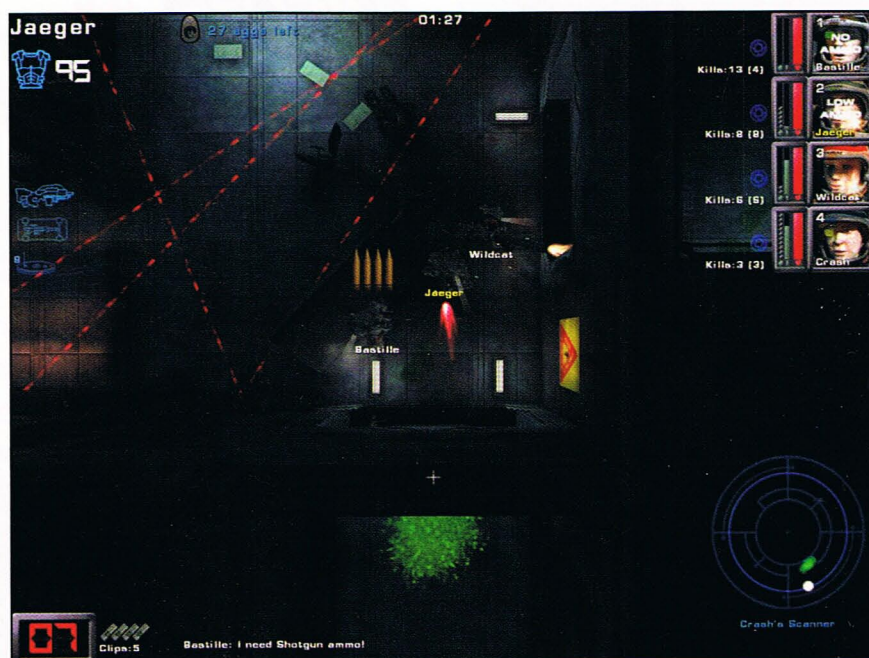 Jaeger
95
27 eggs left
01:27
1
NO AMMO
Bastille
Kills:13 (4)
2
LOW AMMO
Jaeger
Kills:8 (8)
3
Wildcat
Kills:6 (6)
4
Crash
Kills:3 (3)
8
Wildcat
Jaeger
Bastille
Crash's Scanner
07
Clips:5
Bastille: I need Shotgun ammo!